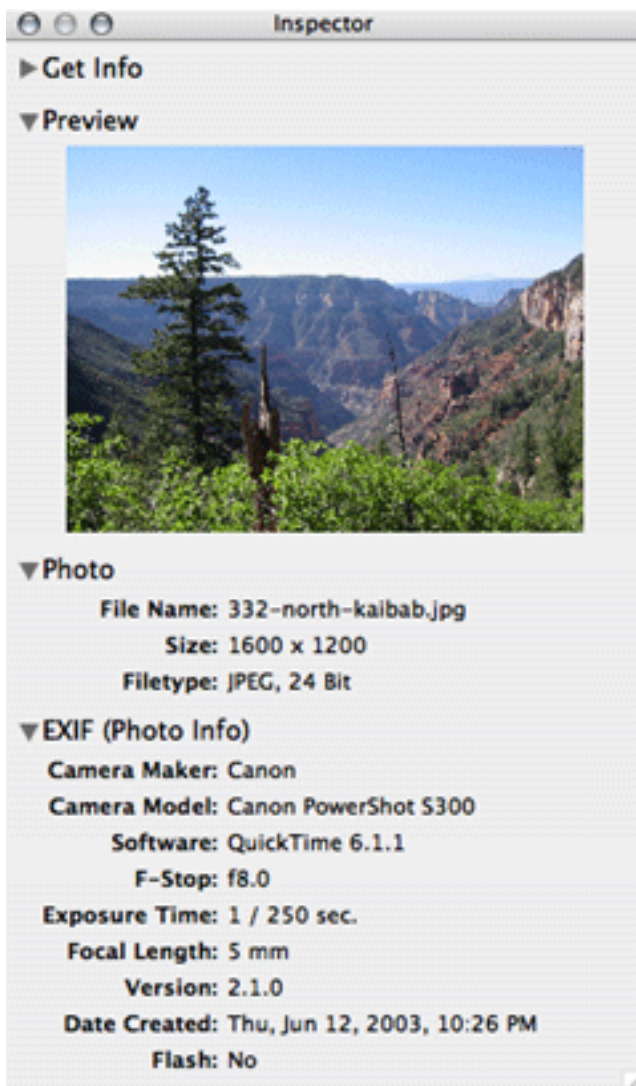 Inspector
Get Info
Preview
Photo
File Name: 332-north-kaibab.jpg
Size: 1600 x 1200
Filetype: JPEG, 24 Bit
EXIF (Photo Info)
Camera Maker: Canon
Camera Model: Canon PowerShot S300
Software: QuickTime 6.1.1
F-Stop: f8.0
Exposure Time: 1 / 250 sec.
Focal Length: 5 mm
Version: 2.1.0
Date Created: Thu, Jun 12, 2003, 10:26 PM
Flash: No